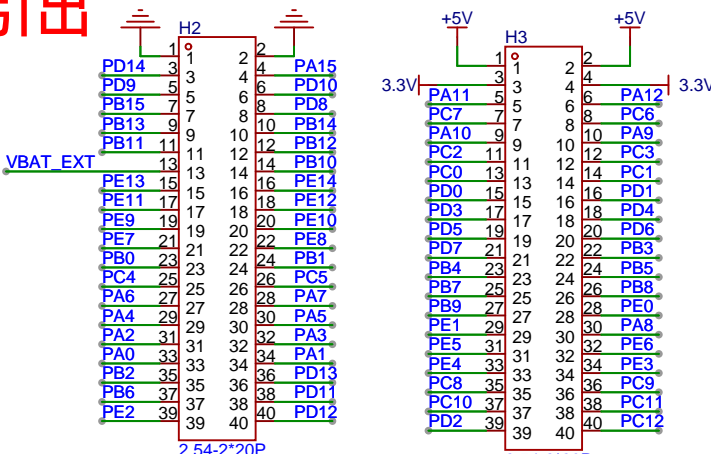 引出
H2
1 1 2 2
PD14 3 3 4 4 PA15
PD9 5 5 6 6 PD10
PB15 7 7 8 8 PD8
PB13 9 9 10 10 PB14
PB11 11 11 12 12 PB12
VBAT_EXT 13 13 14 14 PB10
PE13 15 15 16 16 PE14
PE11 17 17 18 18 PE12
PE9 19 19 20 20 PE10
PE7 21 21 22 22 PE8
PB0 23 23 24 24 PB1
PC4 25 25 26 26 PC5
PA6 27 27 28 28 PA7
PA4 29 29 30 30 PA5
PA2 31 31 32 32 PA3
PA0 33 33 34 34 PA1
PB2 35 35 36 36 PD13
PB6 37 37 38 38 PD11
PE2 39 39 40 40 PD12
2.54-2*20P
+5V +5V
H3
1 1 2 2
3.3V 3 3 4 4 3.3V
PA11 5 5 6 6 PA12
PC7 7 7 8 8 PC6
PA10 9 9 10 10 PA9
PC2 11 11 12 12 PC3
PC0 13 13 14 14 PC1
PD0 15 15 16 16 PD1
PD3 17 17 18 18 PD4
PD5 19 19 20 20 PD6
PD7 21 21 22 22 PB3
PB4 23 23 24 24 PB5
PB7 25 25 26 26 PB8
PB9 27 27 28 28 PE0
PE1 29 29 30 30 PA8
PE5 31 31 32 32 PE6
PE4 33 33 34 34 PE3
PC8 35 35 36 36 PC9
PC10 37 37 38 38 PC11
PD2 39 39 40 40 PC12